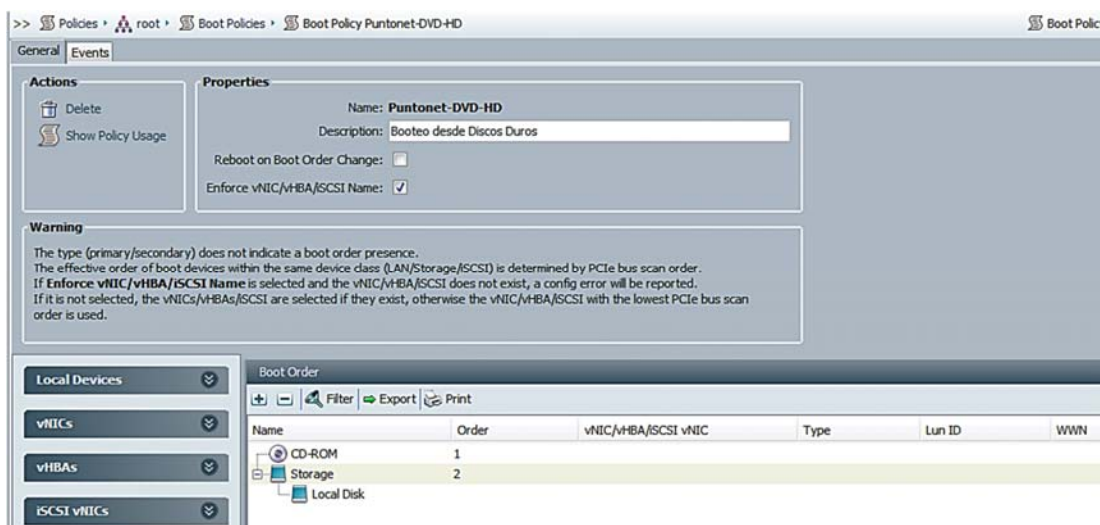 >> Policies ▸ root ▸ Boot Policies ▸ Boot Policy Puntonet-DVD-HD
Boot Polic
General Events
Actions
Delete
Show Policy Usage
Properties
Name: Puntonet-DVD-HD
Description: Booteo desde Discos Duros
Reboot on Boot Order Change:
Enforce vNIC/vHBA/iSCSI Name:
Warning
The type (primary/secondary) does not indicate a boot order presence.
The effective order of boot devices within the same device class (LAN/Storage/iSCSI) is determined by PCIe bus scan order.
If Enforce vNIC/vHBA/iSCSI Name is selected and the vNIC/vHBA/iSCSI does not exist, a config error will be reported.
If it is not selected, the vNICs/vHBAs/iSCSI are selected if they exist, otherwise the vNIC/vHBA/iSCSI with the lowest PCIe bus scan
order is used.
Local Devices
vNICs
vHBAs
iSCSI vNICs
Boot Order
Filter Export Print
Name Order vNIC/vHBA/iSCSI vNIC Type Lun ID WWN
CD-ROM 1
Storage 2
Local Disk